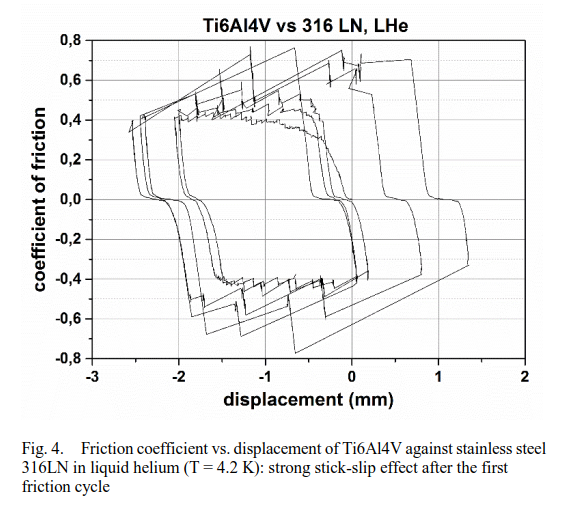 Ti6Al4V vs 316 LN, LHe
0,8
0,6
0,4
0,2
0,0
-0,2
-0,4
-0,6
-0,8
coefficient of friction
-3 -2 -1 0 1 2
displacement (mm)
Fig. 4. Friction coefficient vs. displacement of Ti6Al4V against stainless steel
316LN in liquid helium (T = 4.2 K): strong stick-slip effect after the first
friction cycle